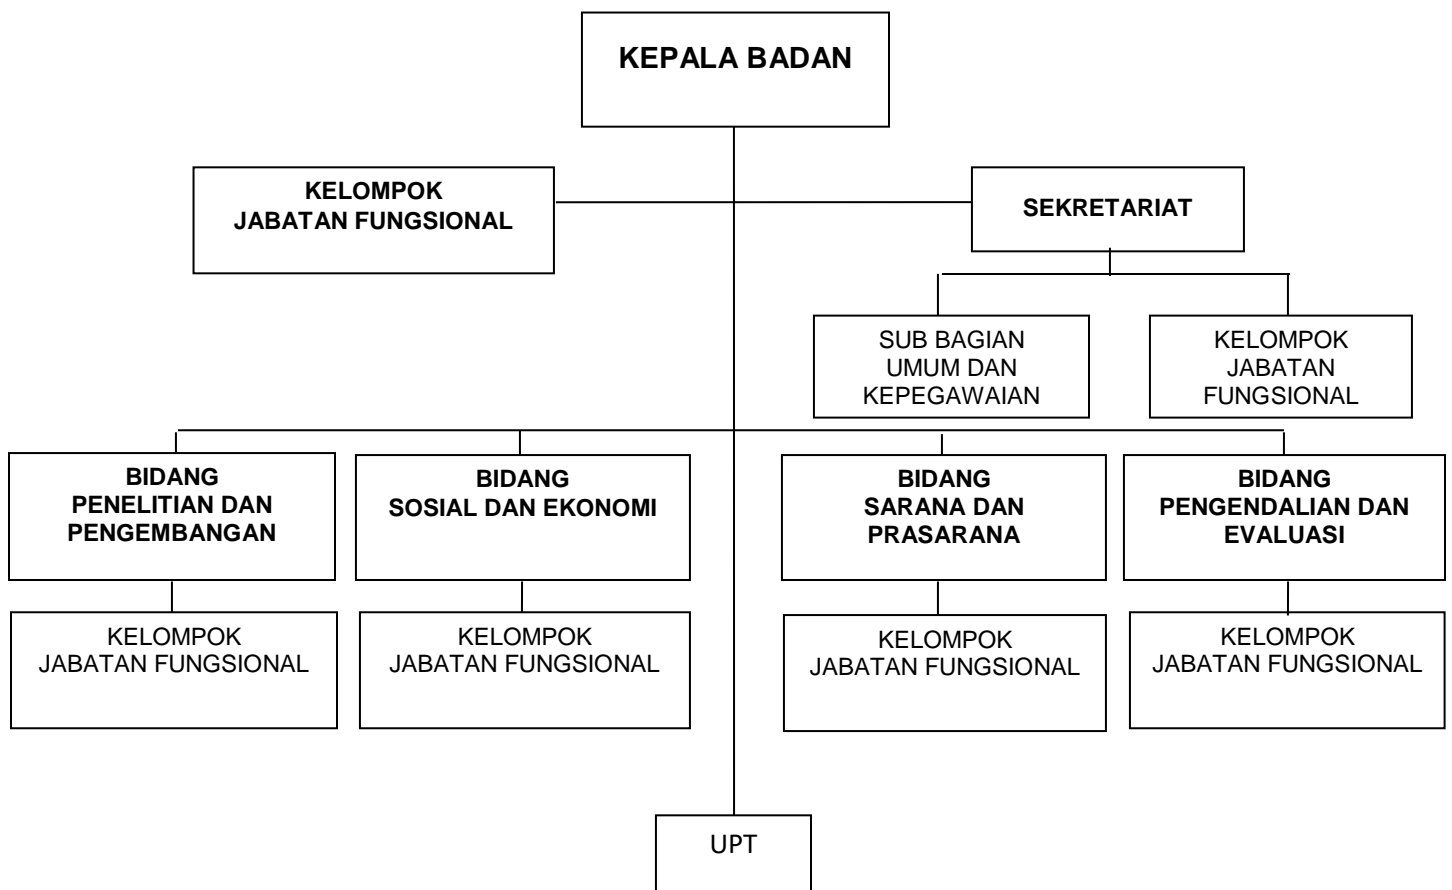 KEPALA BADAN
KELOMPOK
JABATAN FUNGSIONAL
SEKRETARIAT
SUB BAGIAN
UMUM DAN
KEPEGAWAIAN
KELOMPOK
JABATAN
FUNGSIONAL
BIDANG
PENELITIAN DAN
PENGEMBANGAN
BIDANG
SOSIAL DAN EKONOMI
BIDANG
SARANA DAN
PRASARANA
BIDANG
PENGENDALIAN DAN
EVALUASI
KELOMPOK
JABATAN FUNGSIONAL
KELOMPOK
JABATAN FUNGSIONAL
KELOMPOK
JABATAN FUNGSIONAL
KELOMPOK
JABATAN FUNGSIONAL
UPT